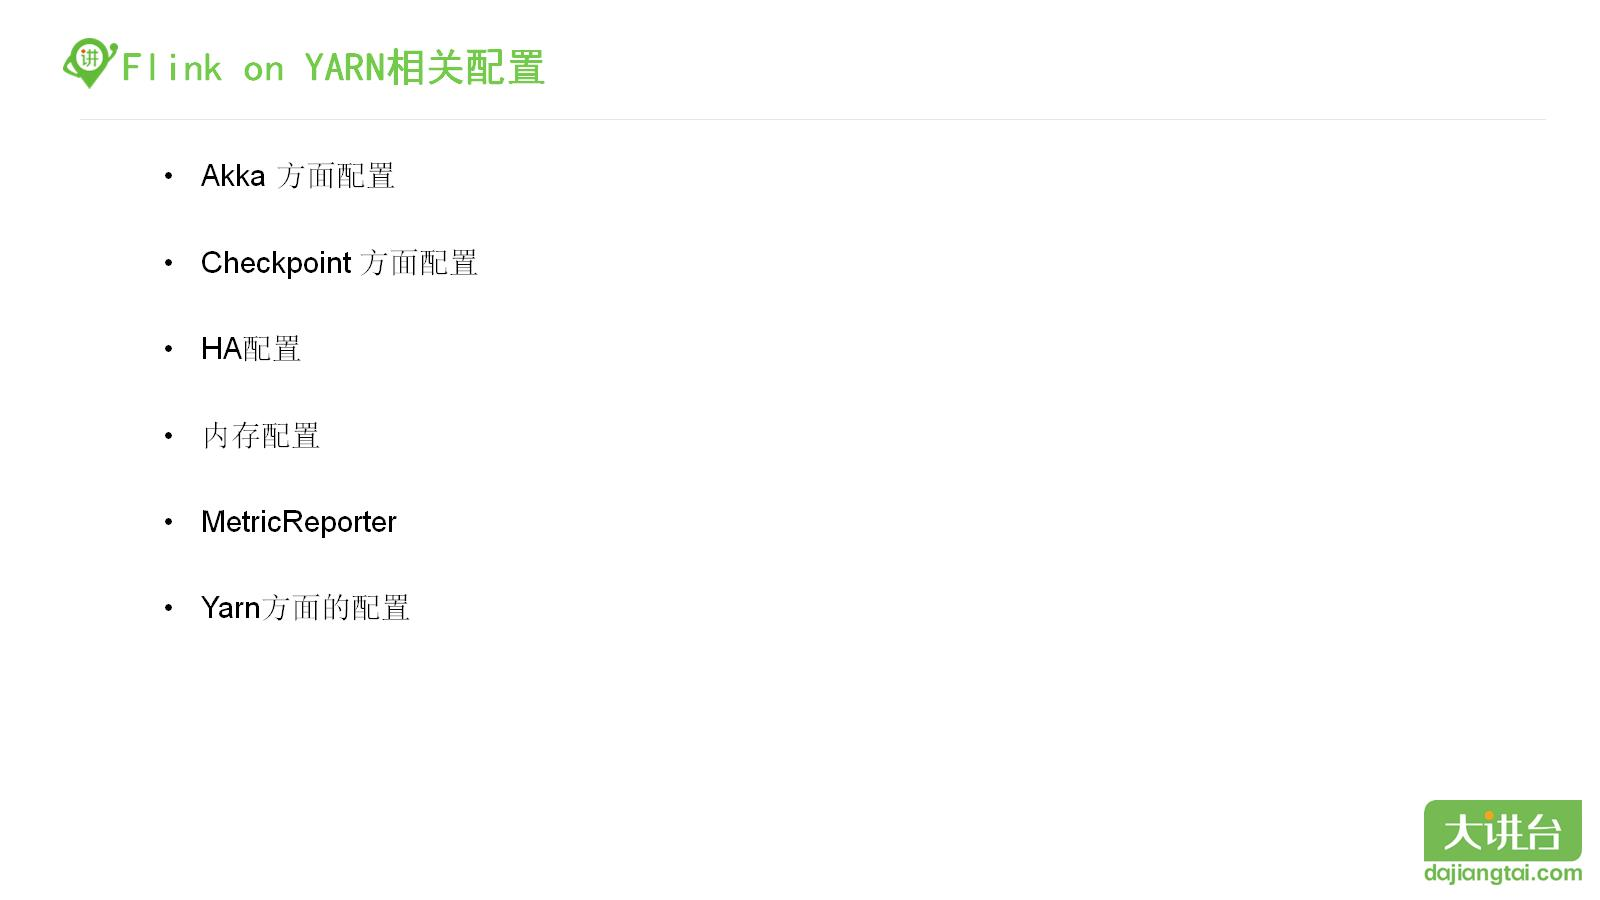 讲
Flink on YARN相关配置
• Akka 方面配置
• Checkpoint 方面配置
• HA配置
• 内存配置
• MetricReporter
• Yarn方面的配置
大讲台
dajiangtai.com